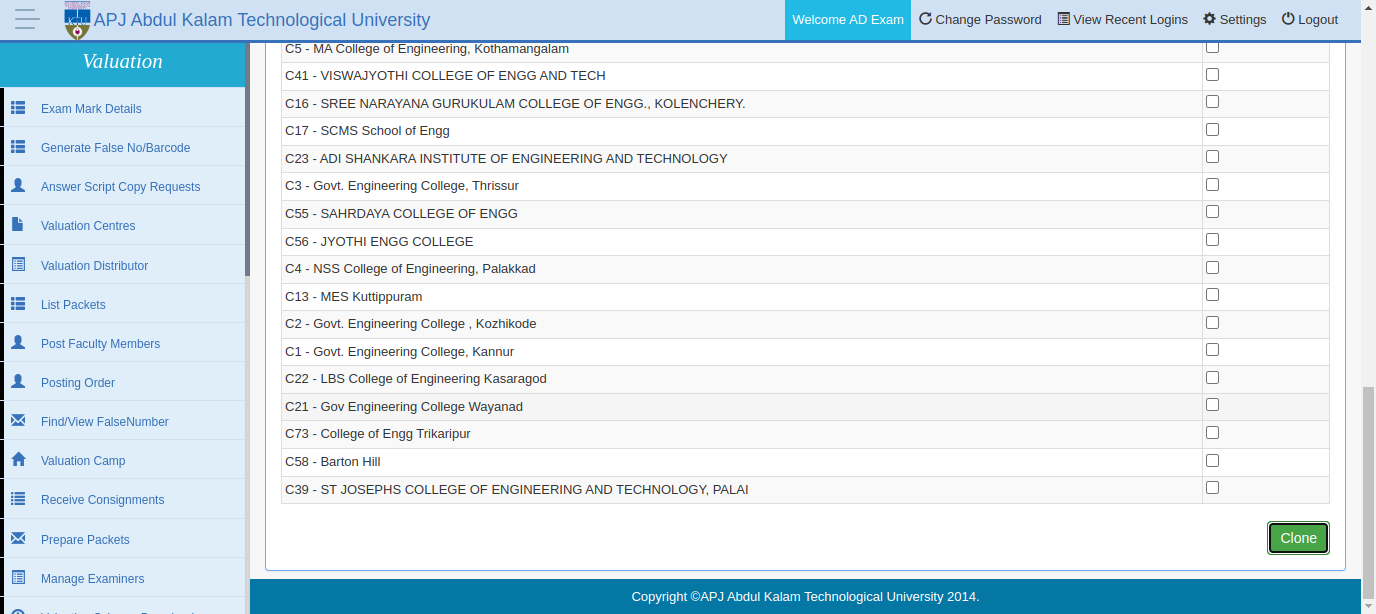 APJ Abdul Kalam Technological University
Welcome AD Exam
Change Password
View Recent Logins
Settings
Logout
Valuation
Exam Mark Details
Generate False No/Barcode
Answer Script Copy Requests
Valuation Centres
Valuation Distributor
List Packets
Post Faculty Members
Posting Order
Find/View FalseNumber
Valuation Camp
Receive Consignments
Prepare Packets
Manage Examiners
C5 - MA College of Engineering, Kothamangalam
C41 - VISWAJYOTHI COLLEGE OF ENGG AND TECH
C16 - SREE NARAYANA GURUKULAM COLLEGE OF ENGG., KOLENCHERY.
C17 - SCMS School of Engg
C23 - ADI SHANKARA INSTITUTE OF ENGINEERING AND TECHNOLOGY
C3 - Govt. Engineering College, Thrissur
C55 - SAHRDAYA COLLEGE OF ENGG
C56 - JYOTHI ENGG COLLEGE
C4 - NSS College of Engineering, Palakkad
C13 - MES Kuttippuram
C2 - Govt. Engineering College , Kozhikode
C1 - Govt. Engineering College, Kannur
C22 - LBS College of Engineering Kasaragod
C21 - Gov Engineering College Wayanad
C73 - College of Engg Trikaripur
C58 - Barton Hill
C39 - ST JOSEPHS COLLEGE OF ENGINEERING AND TECHNOLOGY, PALAI
Clone
Copyright ©APJ Abdul Kalam Technological University 2014.